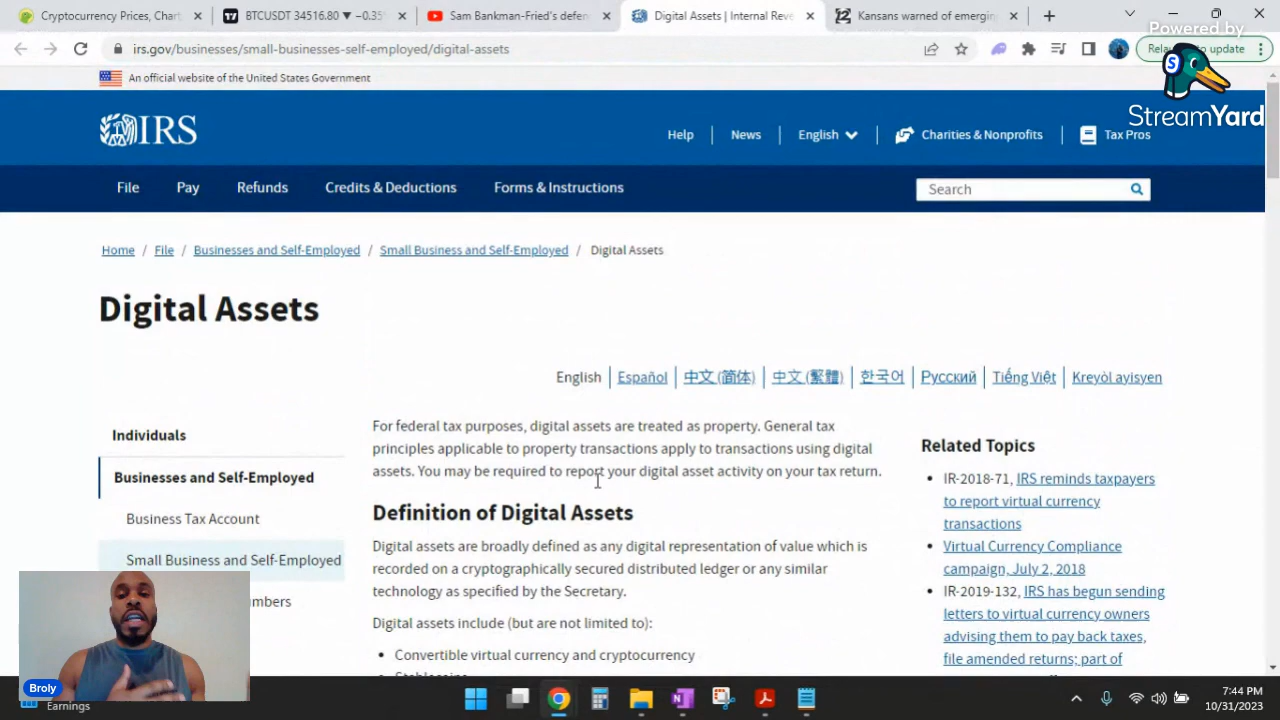 Cryptocurrency Prices, Chart
BTCUSDT 34516.80 ▼ −0.35
Sam Bankman-Fried's defen
Digital Assets | Internal Reve
Kansans warned of emerging
Powered by
irs.gov/businesses/small-businesses-self-employed/digital-assets
to update
StreamYard
An official website of the United States Government
IRS
Help
News
English
Charities & Nonprofits
Tax Pros
File
Pay
Refunds
Credits & Deductions
Forms & Instructions
Search
Home / File / Businesses and Self-Employed / Small Business and Self-Employed / Digital Assets
Digital Assets
English | Español | 中文 (简体) | 中文 (繁體) | 한국어 | Русский | Tiếng Việt | Kreyòl ayisyen
Individuals
Businesses and Self-Employed
Business Tax Account
Small Business and Self-Employed
For federal tax purposes, digital assets are treated as property. General tax
principles applicable to property transactions apply to transactions using digital
assets. You may be required to report your digital asset activity on your tax return.
Definition of Digital Assets
Digital assets are broadly defined as any digital representation of value which is
recorded on a cryptographically secured distributed ledger or any similar
technology as specified by the Secretary.
Digital assets include (but are not limited to):
• Convertible virtual currency and cryptocurrency
Related Topics
• IR-2018-71, IRS reminds taxpayers
to report virtual currency
transactions
• Virtual Currency Compliance
campaign, July 2, 2018
• IR-2019-132, IRS has begun sending
letters to virtual currency owners
advising them to pay back taxes,
file amended returns; part of
Broly
Earnings
7:44 PM
10/31/2023